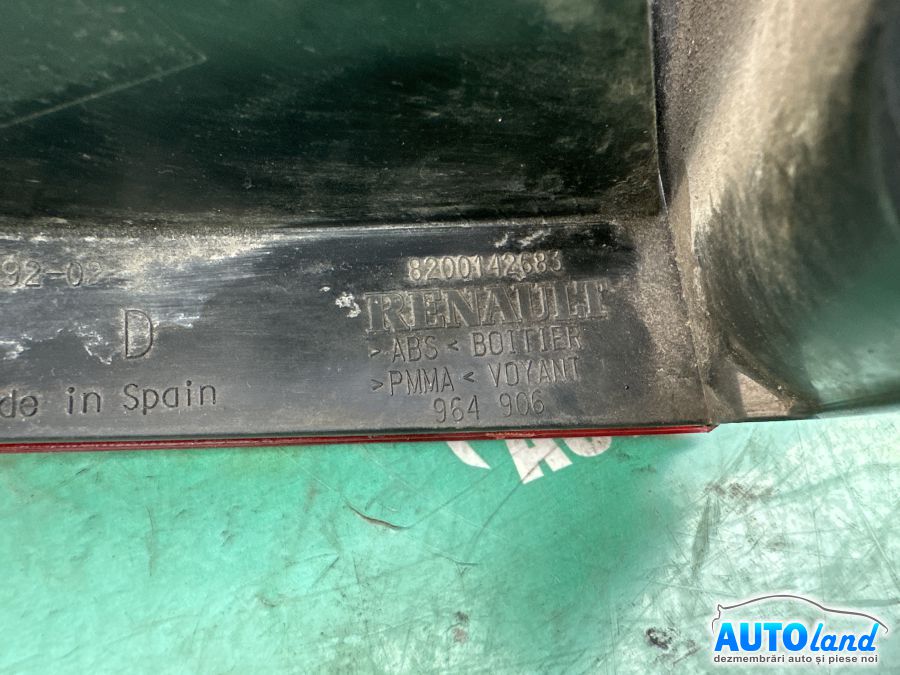 8200142683
RENAULT
92-02
>ABS< BOITIER
D
>PMMA< VOYANT
de in Spain
964 906
AUTOland
dezmembrări auto și piese noi